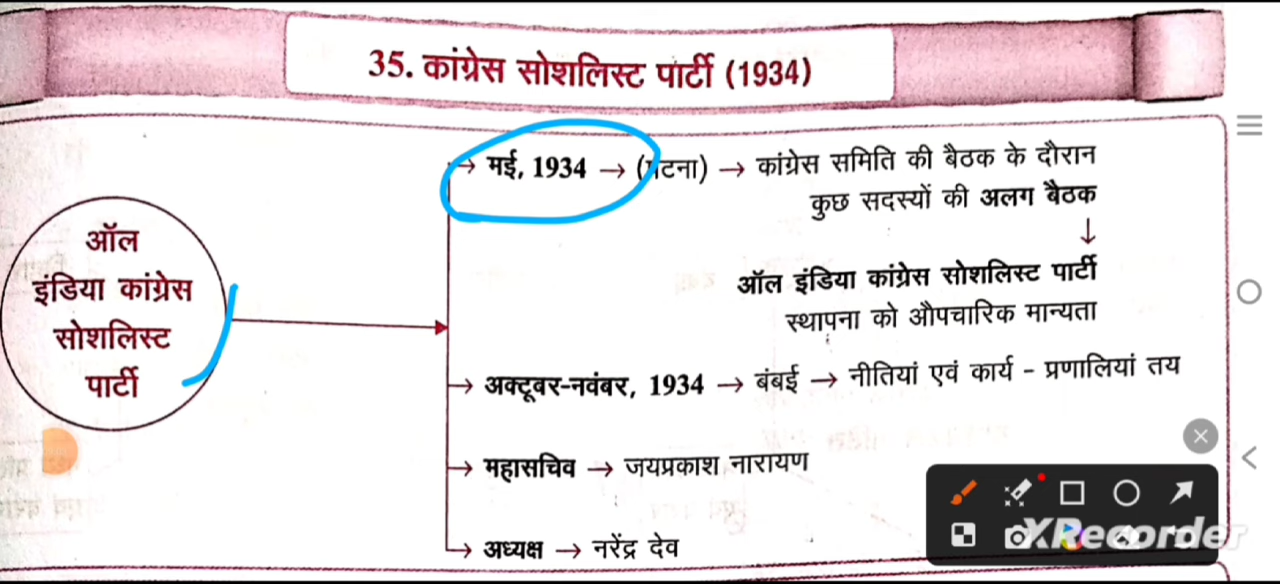 35. कांग्रेस सोशलिस्ट पार्टी (1934)
ऑल
इंडिया कांग्रेस
सोशलिस्ट
पार्टी
→ मई, 1934 → (पटना) → कांग्रेस समिति की बैठक के दौरान
कुछ सदस्यों की अलग बैठक
↓
ऑल इंडिया कांग्रेस सोशलिस्ट पार्टी
स्थापना को औपचारिक मान्यता
→ अक्टूबर-नवंबर, 1934 → बंबई → नीतियां एवं कार्य - प्रणालियां तय
→ महासचिव → जयप्रकाश नारायण
→ अध्यक्ष → नरेंद्र देव
XRecorder